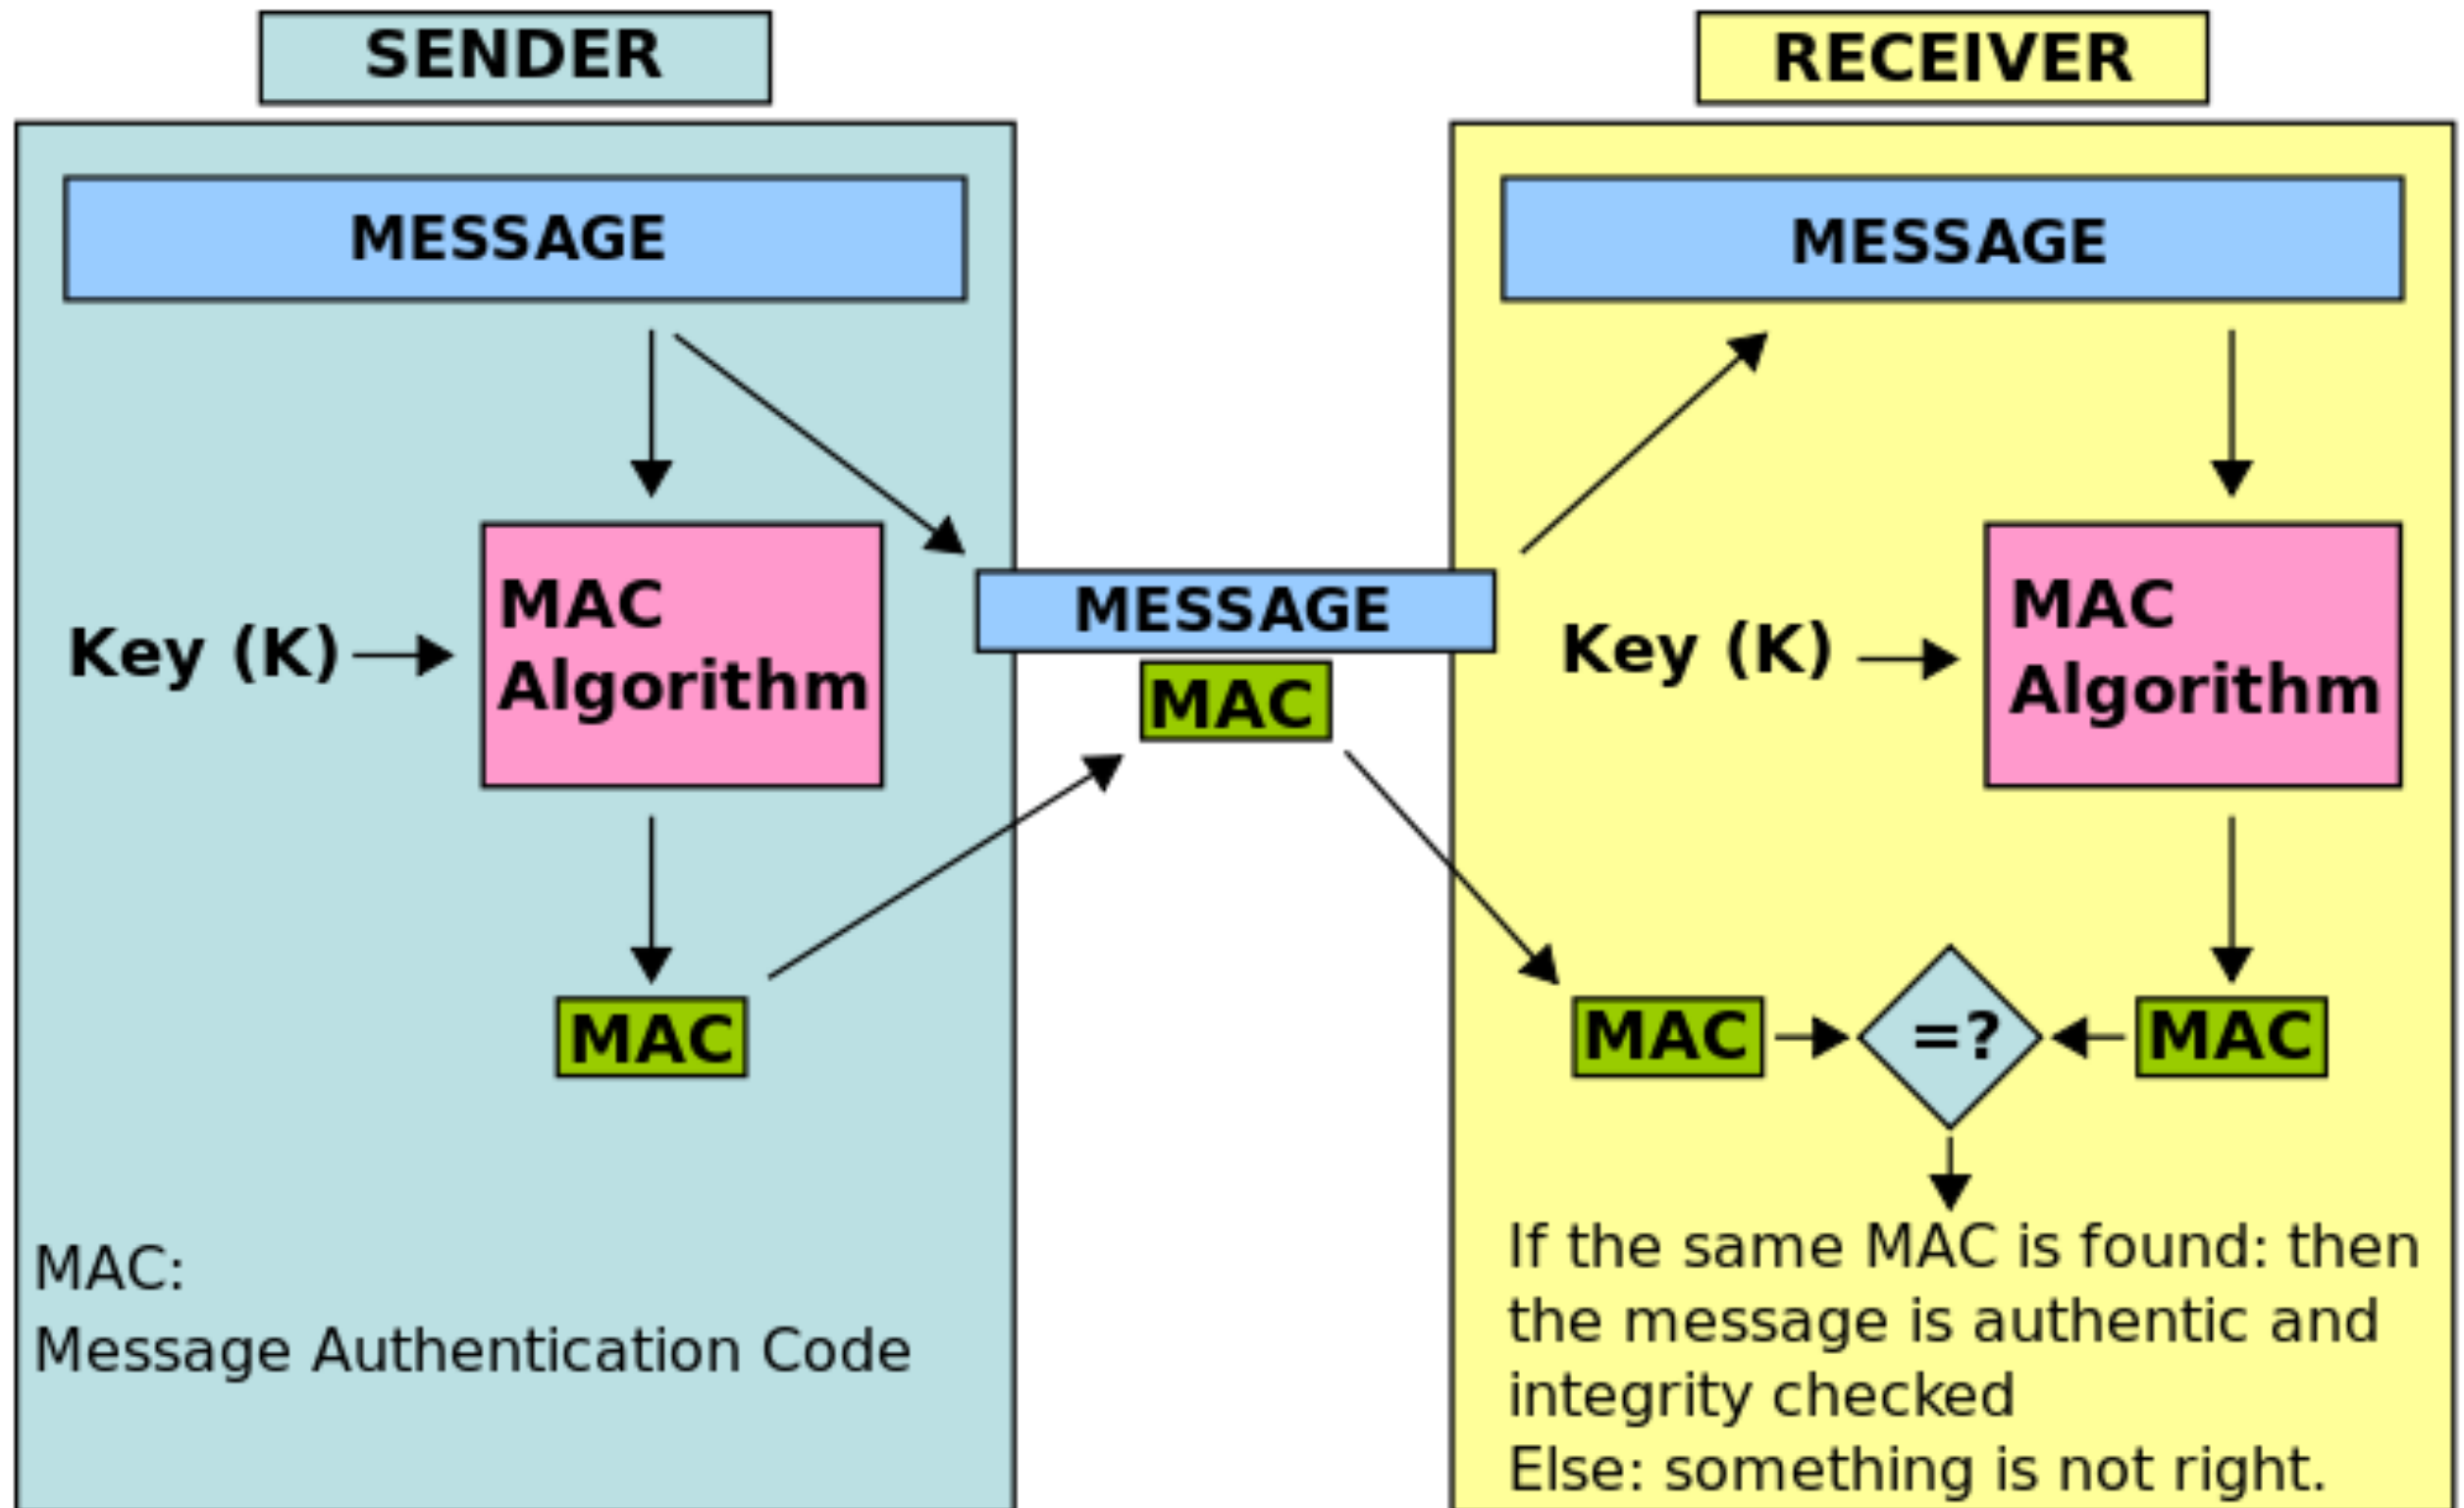 SENDER
MESSAGE
Key (K)
MAC
Algorithm
MAC
MAC:
Message Authentication Code
MESSAGE
MAC
RECEIVER
MESSAGE
Key (K)
MAC
Algorithm
MAC
=?
MAC
If the same MAC is found: then
the message is authentic and
integrity checked
Else: something is not right.